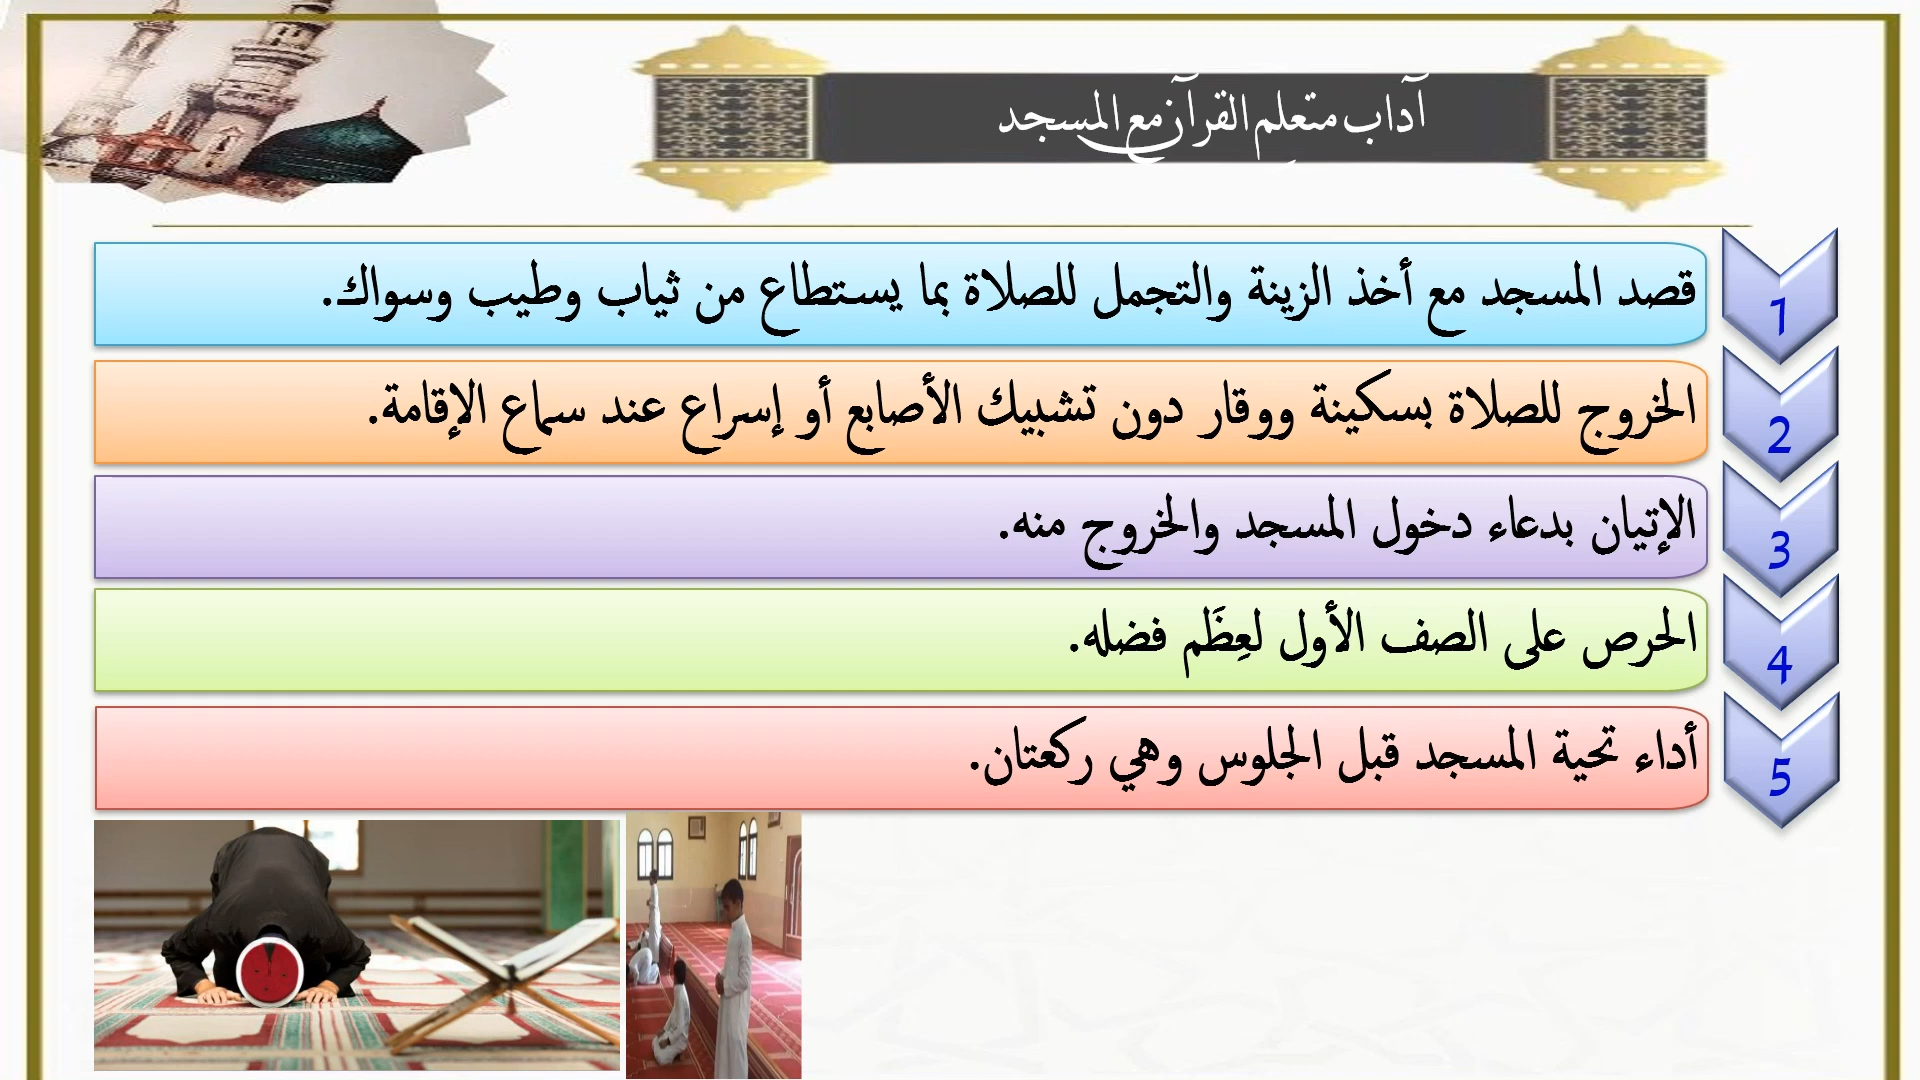 آداب متعلم القرآن مع المسجد
1
قصد المسجد مع أخذ الزينة والتجمل للصلاة بما يستطاع من ثياب وطيب وسواك.
2
الخروج للصلاة بسكينة ووقار دون تشبيك الأصابع أو إسراع عند سماع الإقامة.
3
الإتيان بدعاء دخول المسجد والخروج منه.
4
الحرص على الصف الأول لعِظَم فضله.
5
أداء تحية المسجد قبل الجلوس وهي ركعتان.